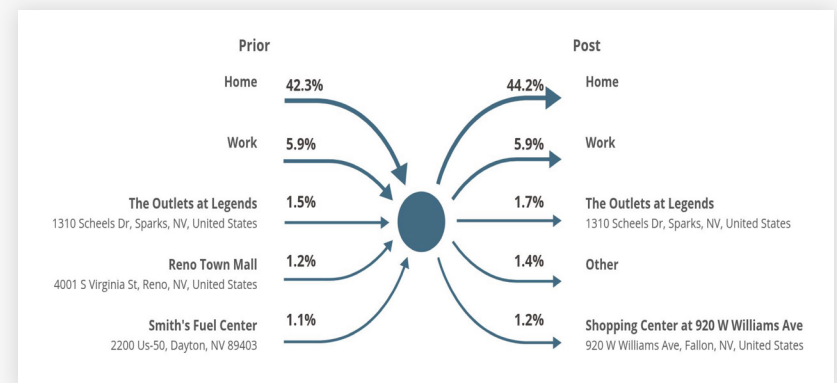 Prior
Home 42.3%
Work 5.9%
The Outlets at Legends 1.5%
1310 Scheels Dr, Sparks, NV, United States
Reno Town Mall 1.2%
4001 S Virginia St, Reno, NV, United States
Smith's Fuel Center 1.1%
2200 Us-50, Dayton, NV 89403
Post
44.2% Home
5.9% Work
1.7% The Outlets at Legends
1310 Scheels Dr, Sparks, NV, United States
1.4% Other
1.2% Shopping Center at 920 W Williams Ave
920 W Williams Ave, Fallon, NV, United States